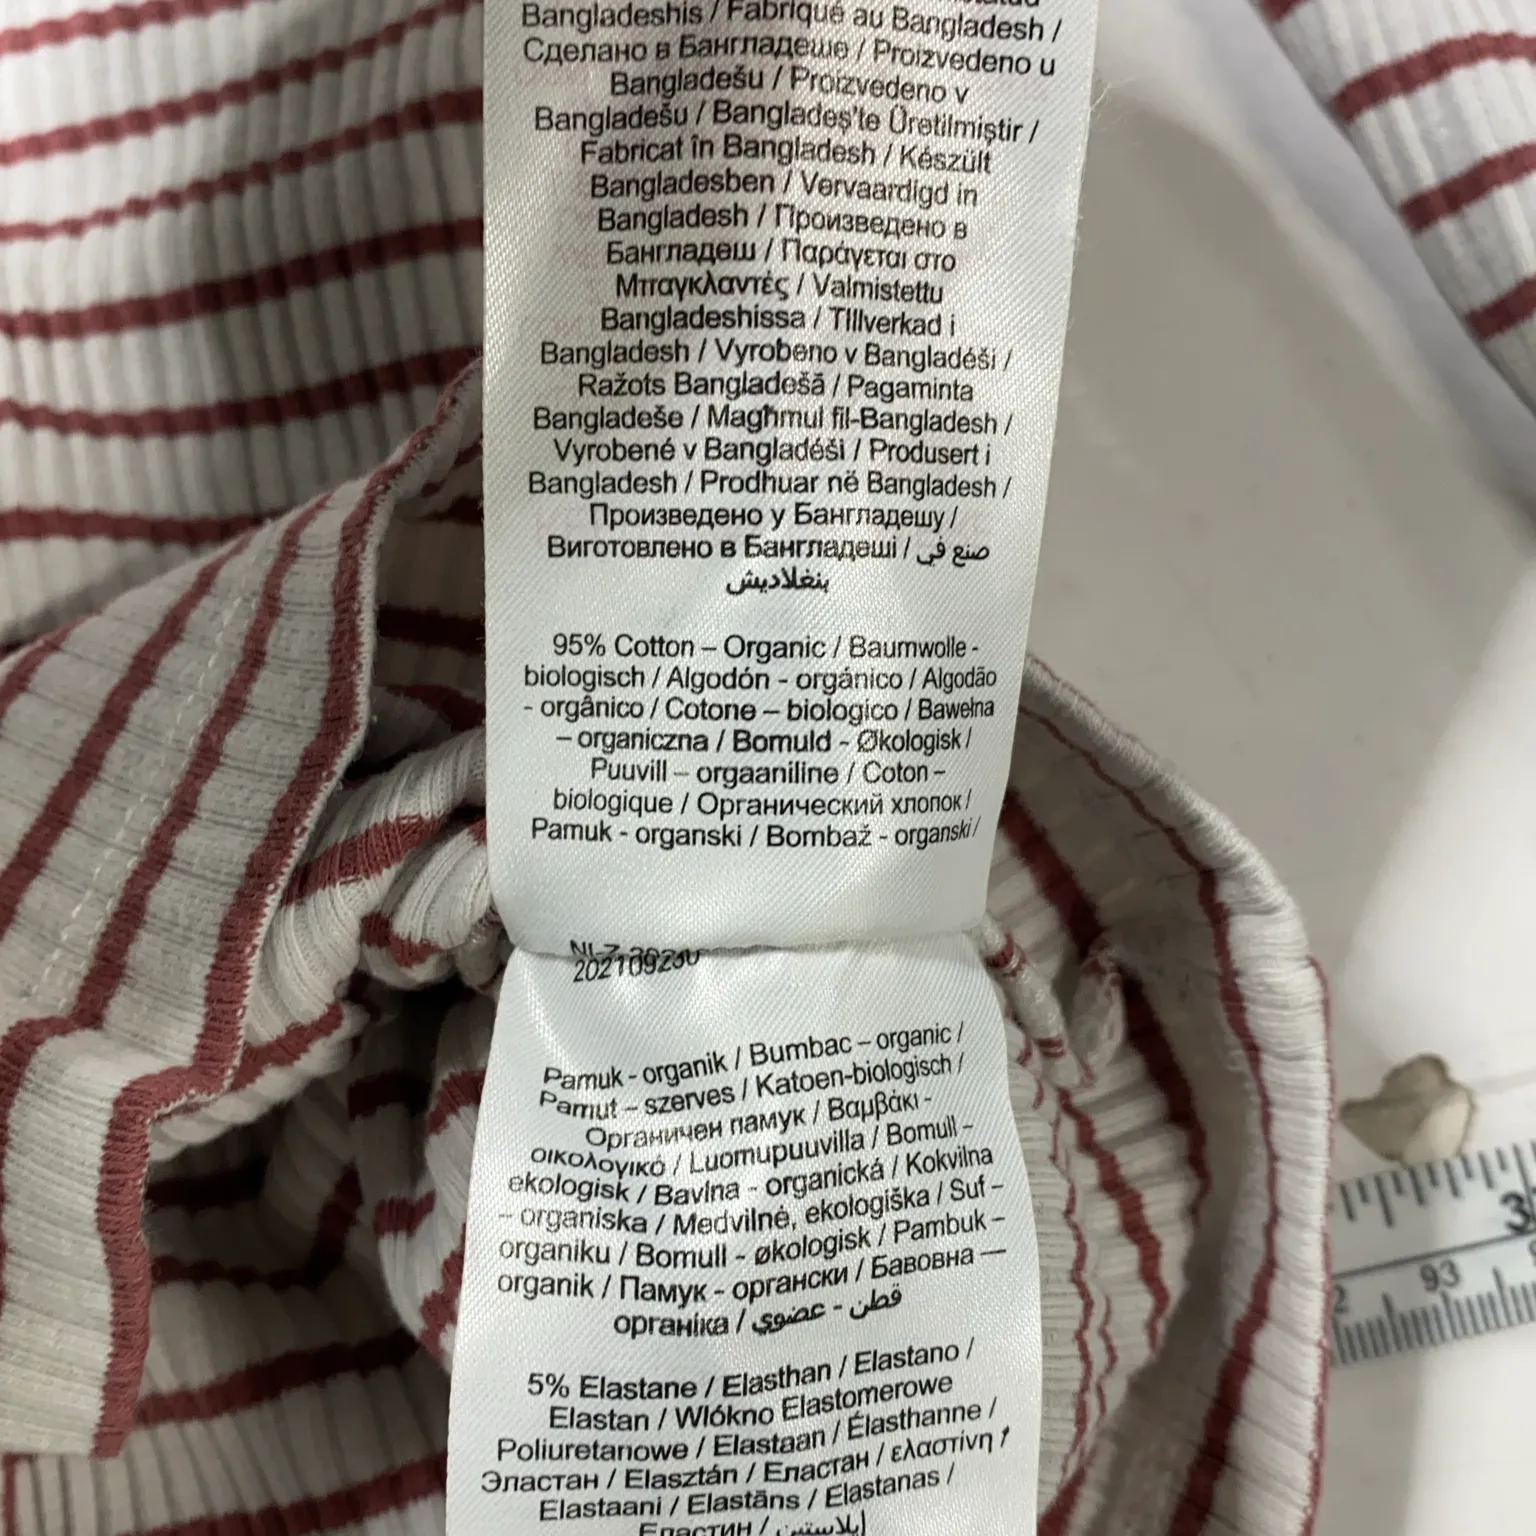 Bangladeshis / Fabriqué au Bangladesh /
Сделано в Бангладеше / Proizvedeno u
Bangladešu / Proizvedeno v
Bangladešu / Bangladeş'te Üretilmiştir /
Fabricat în Bangladesh / Készült
Bangladesben / Vervaardigd in
Bangladesh / Произведено в
Бангладеш / Παράγεται στο
Μπαγκλαντές / Valmistettu
Bangladeshissa / TIllverkad i
Bangladesh / Vyrobeno v Bangladéši /
Ražots Bangladešā / Pagaminta
Bangladeše / Magħmul fil-Bangladesh /
Vyrobené v Bangladéši / Produsert i
Bangladesh / Prodhuar në Bangladesh /
Произведено у Бангладешу /
Виготовлено в Бангладеші / صنع في
بنغلاديش
95% Cotton – Organic / Baumwolle -
biologisch / Algodón - orgánico / Algodão
- orgânico / Cotone – biologico / Bawełna
– organiczna / Bomuld - Økologisk /
Puuvill – orgaaniline / Coton –
biologique / Органический хлопок /
Pamuk - organski / Bombaž - organski /
Pamuk - organik / Bumbac – organic /
Pamut – szerves / Katoen-biologisch /
Органичен памук / Βαμβάκι -
οικολογικό / Luomupuuvilla / Bomull –
ekologisk / Bavlna - organická / Kokvilna
– organiska / Medvilnė, ekologiška / Suf –
organiku / Bomull - økologisk / Pambuk –
organik / Памук - органски / Бавовна —
органіка / قطن - عضوي
5% Elastane / Elasthan / Elastano /
Elastan / Wlókno Elastomerowe
Poliuretanowe / Elastaan / Élasthanne /
Эластан / Elasztán / Еластан / ελαστίνη /
Elastaani / Elastāns / Elastanas /
Еластин / إيلاستين
93